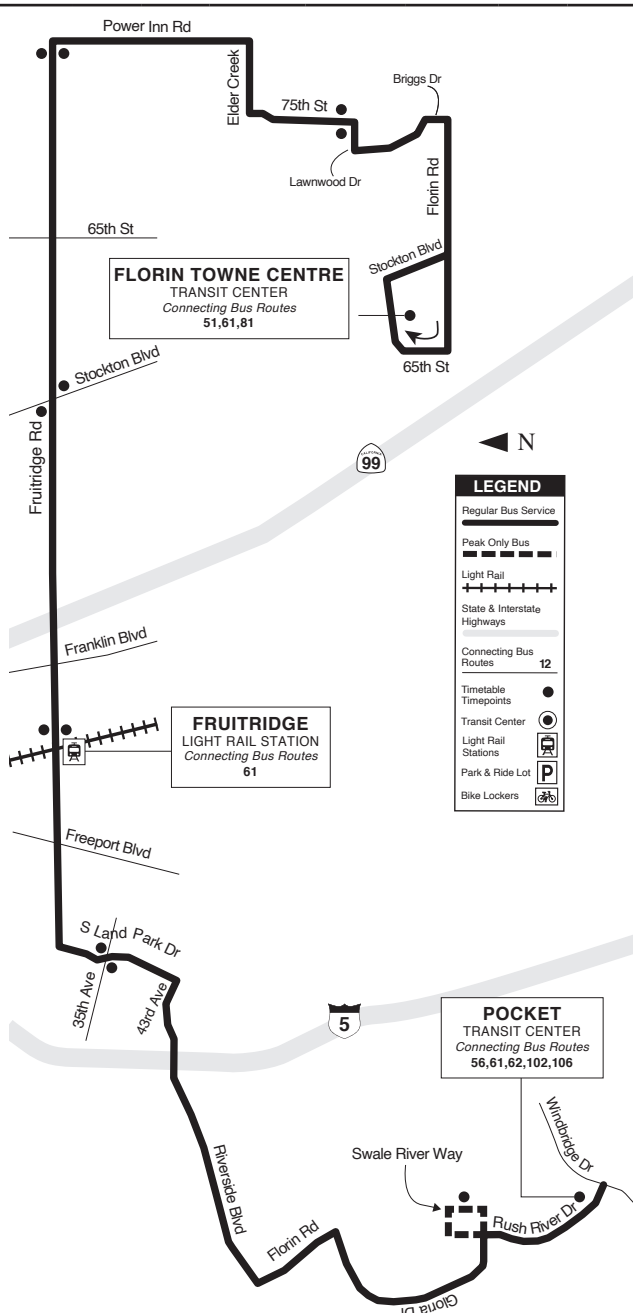 Power Inn Rd
Elder Creek
75th St
Briggs Dr
Lawnwood Dr
Florin Rd
65th St
Stockton Blvd
FLORIN TOWNE CENTRE
TRANSIT CENTER
Connecting Bus Routes
51,61,81
65th St
Stockton Blvd
Fruitridge Rd
CALIFORNIA
99
N
LEGEND
Regular Bus Service
Peak Only Bus
Light Rail
State & Interstate
Highways
Connecting Bus
Routes 12
Timetable
Timepoints
Transit Center
Light Rail
Stations
Park & Ride Lot P
Bike Lockers
Franklin Blvd
FRUITRIDGE
LIGHT RAIL STATION
Connecting Bus Routes
61
Freeport Blvd
S Land Park Dr
35th Ave
43rd Ave
5
POCKET
TRANSIT CENTER
Connecting Bus Routes
56,61,62,102,106
Windbridge Dr
Swale River Way
Rush River Dr
Riverside Blvd
Florin Rd
Gloria Dr